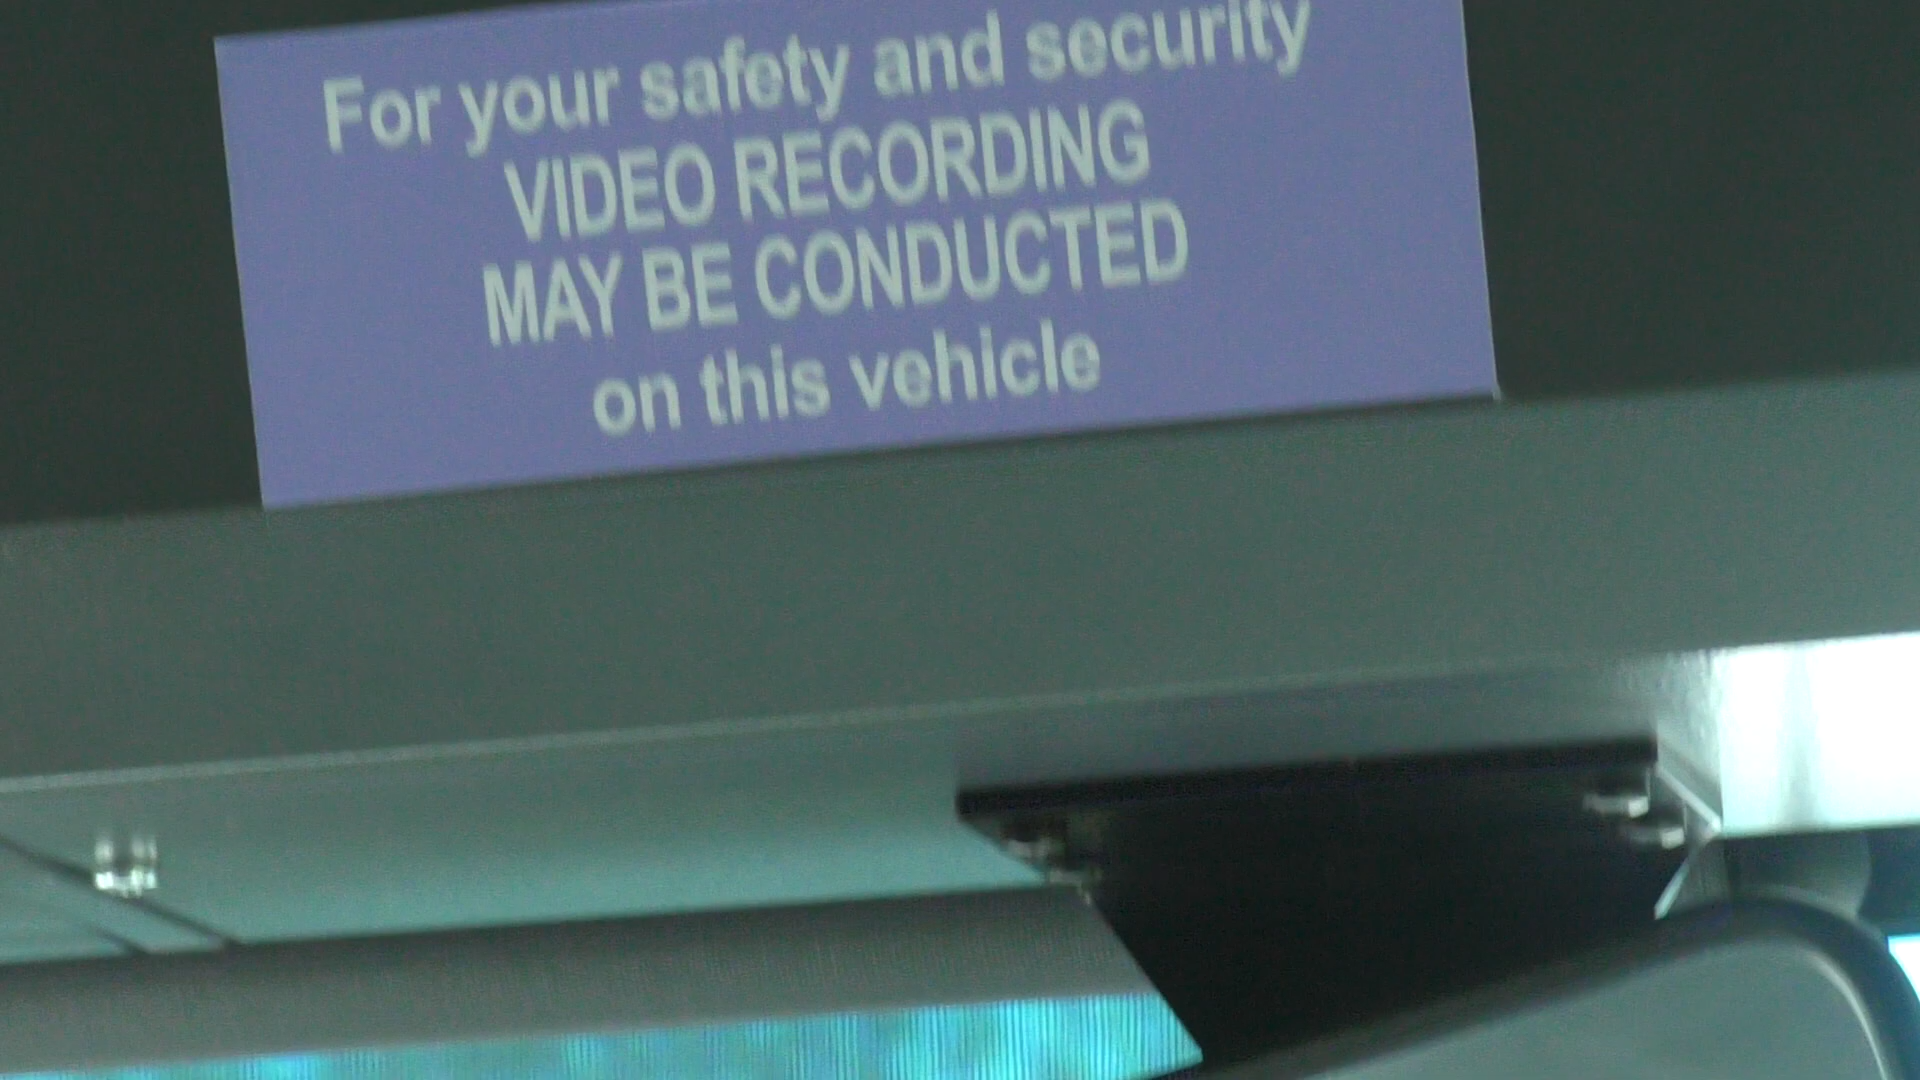 For your safety and security
VIDEO RECORDING
MAY BE CONDUCTED
on this vehicle